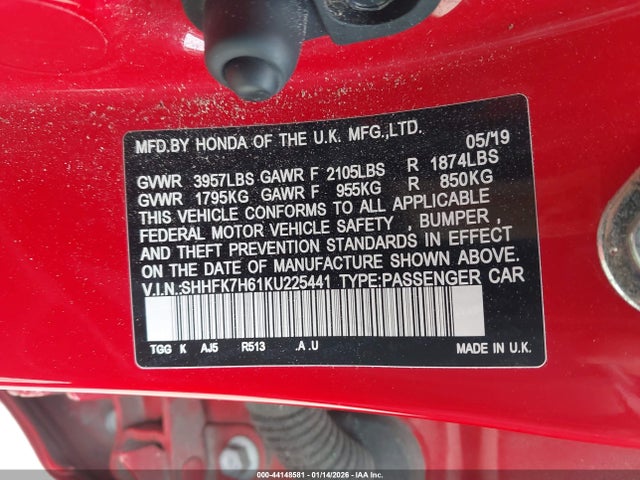 MFD.BY HONDA OF THE U.K. MFG.,LTD. 05/'19
GVWR 3957LBS GAWR F 2105LBS R 1874LBS
GVWR 1795KG GAWR F 955KG R 850KG
THIS VEHICLE CONFORMS TO ALL APPLICABLE
FEDERAL MOTOR VEHICLE SAFETY , BUMPER ,
AND THEFT PREVENTION STANDARDS IN EFFECT
ON THE DATE OF MANUFACTURE SHOWN ABOVE.
V.I.N.:SHHFK7H61KU225441 TYPE:PASSENGER CAR
TGG K AJ5 R513 .A .U MADE IN U.K.
000-44148581 - 01/14/2026 - IAAI.com